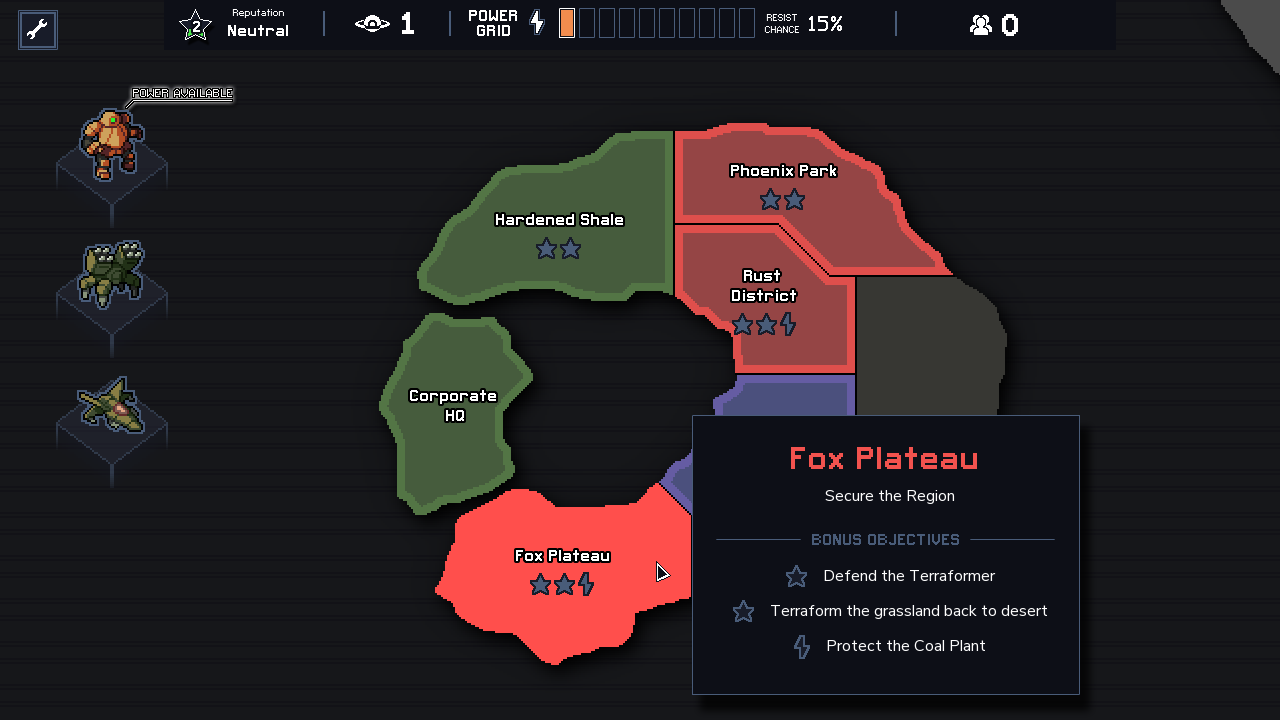 2
Reputation
Neutral
1
POWER
GRID
RESIST
CHANCE
15%
0
POWER AVAILABLE
Phoenix Park
Hardened Shale
Rust
District
Corporate
HQ
Fox Plateau
Fox Plateau
Secure the Region
BONUS OBJECTIVES
Defend the Terraformer
Terraform the grassland back to desert
Protect the Coal Plant